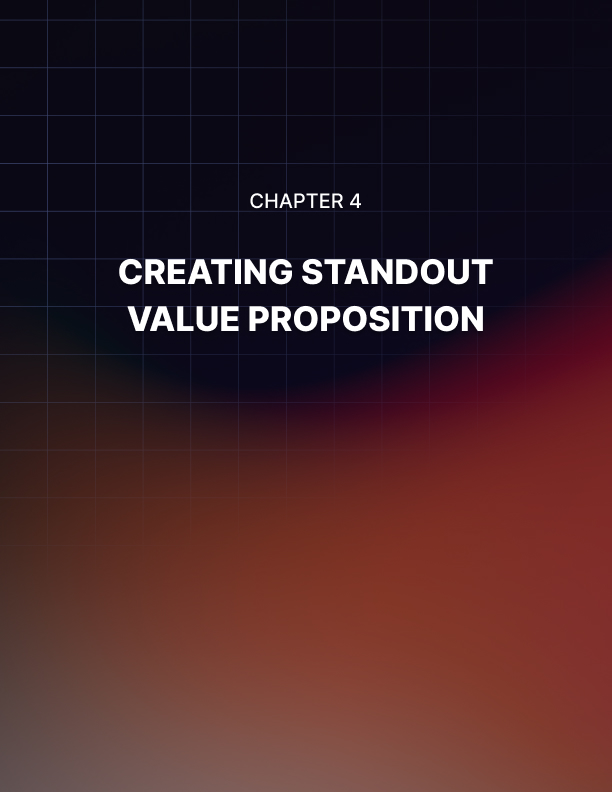 CHAPTER 4
CREATING STANDOUT
VALUE PROPOSITION